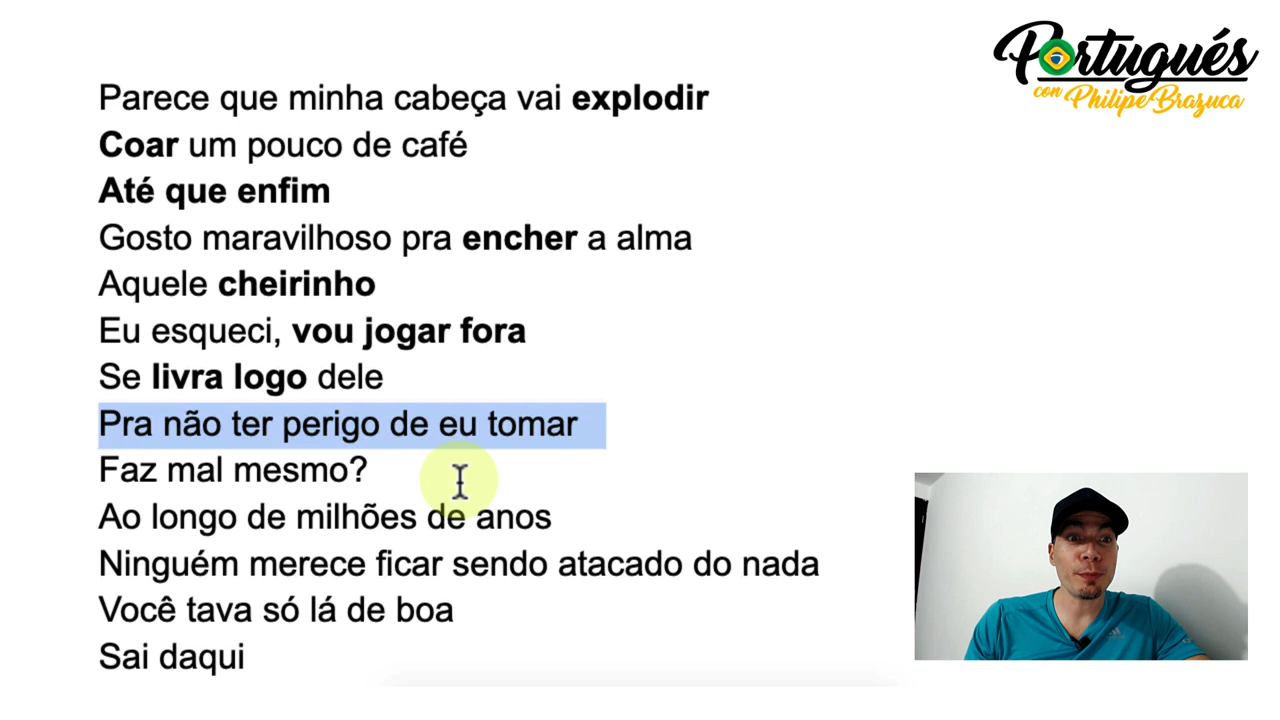 Portugués
con PhilipeBrazuca
Parece que minha cabeça vai explodir
Coar um pouco de café
Até que enfim
Gosto maravilhoso pra encher a alma
Aquele cheirinho
Eu esqueci, vou jogar fora
Se livra logo dele
Pra não ter perigo de eu tomar
Faz mal mesmo?
Ao longo de milhões de anos
Ninguém merece ficar sendo atacado do nada
Você tava só lá de boa
Sai daqui